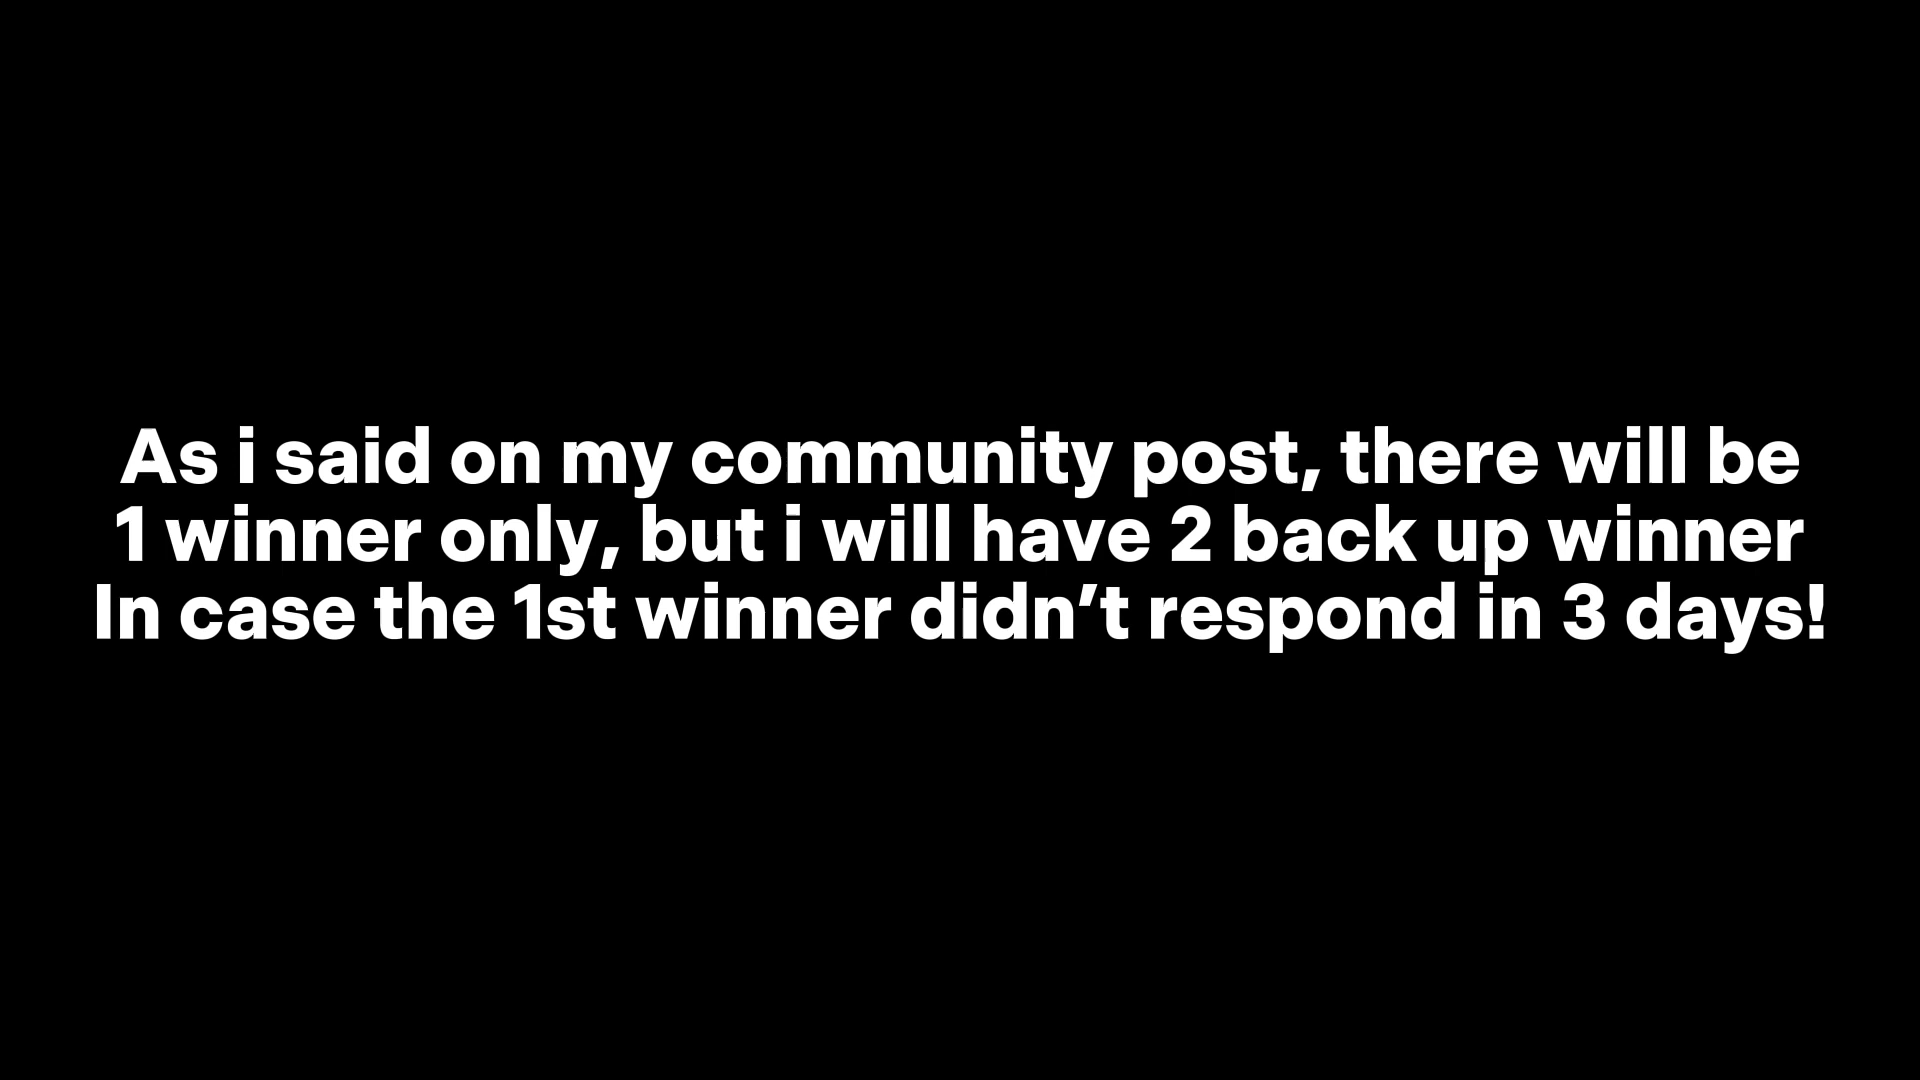 As i said on my community post, there will be
1 winner only, but i will have 2 back up winner
In case the 1st winner didn’t respond in 3 days!